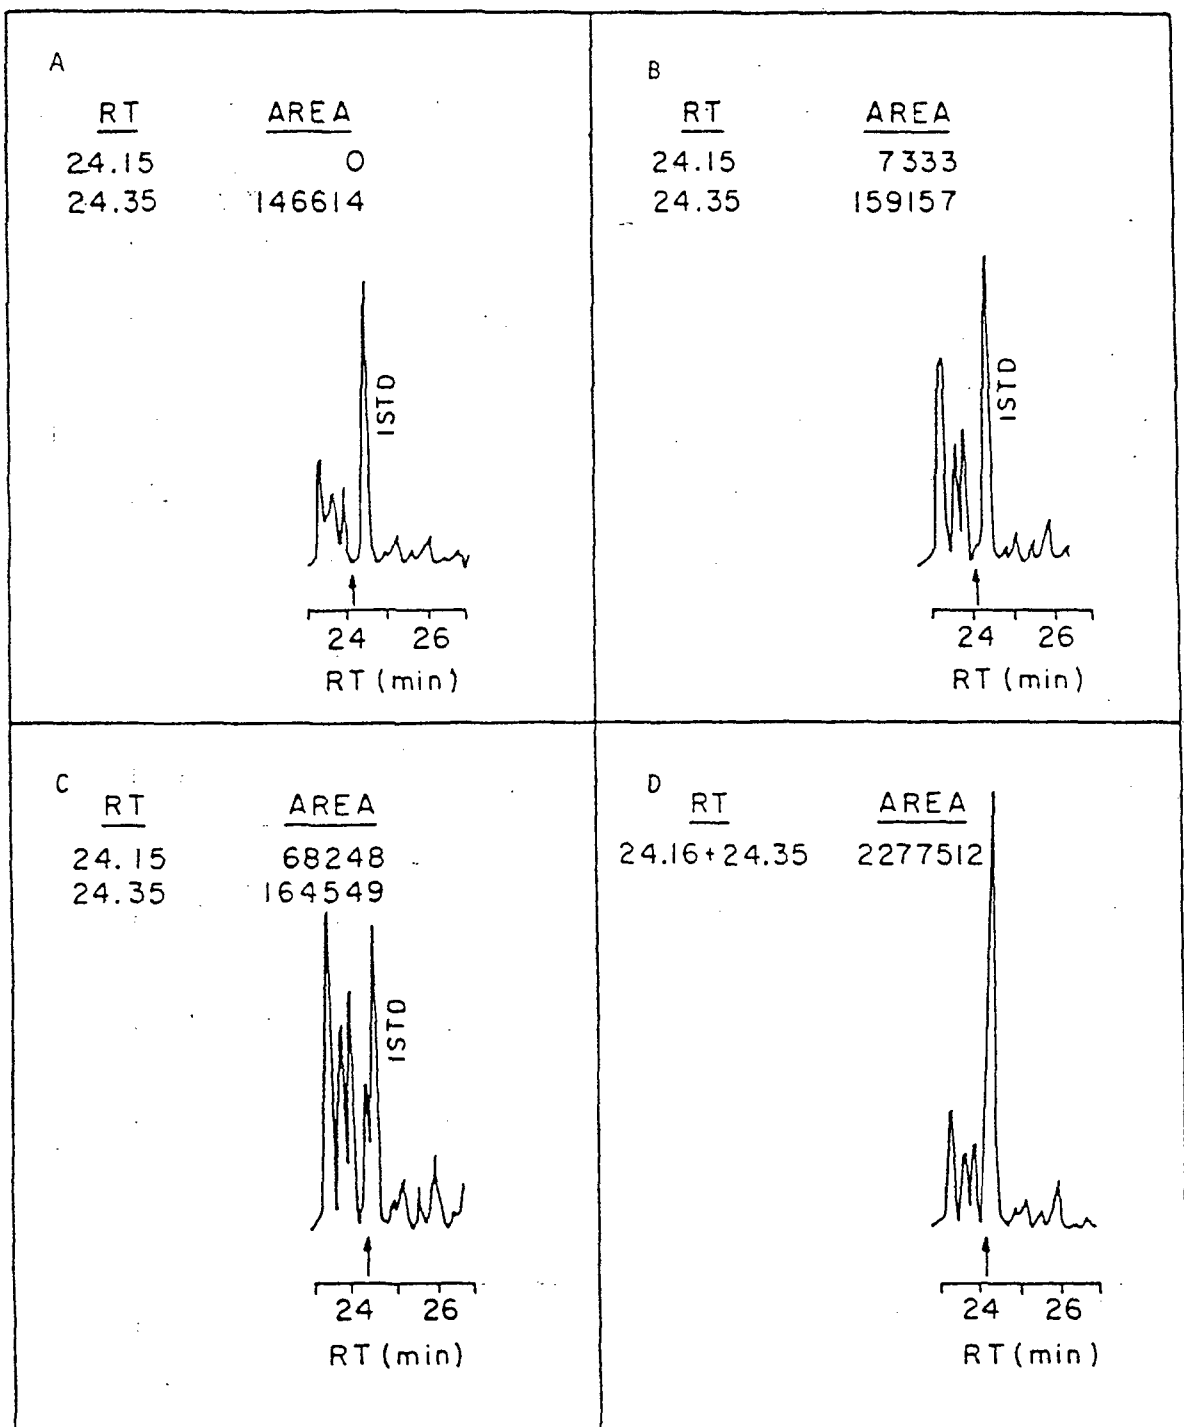 A
RT AREA
24.15 0
24.35 146614
ISTD
24 26
RT (min)
B
RT AREA
24.15 7333
24.35 159157
ISTD
24 26
RT (min)
C
RT AREA
24.15 68248
24.35 164549
ISTD
24 26
RT (min)
D
RT AREA
24.16+24.35 2277512
24 26
RT (min)